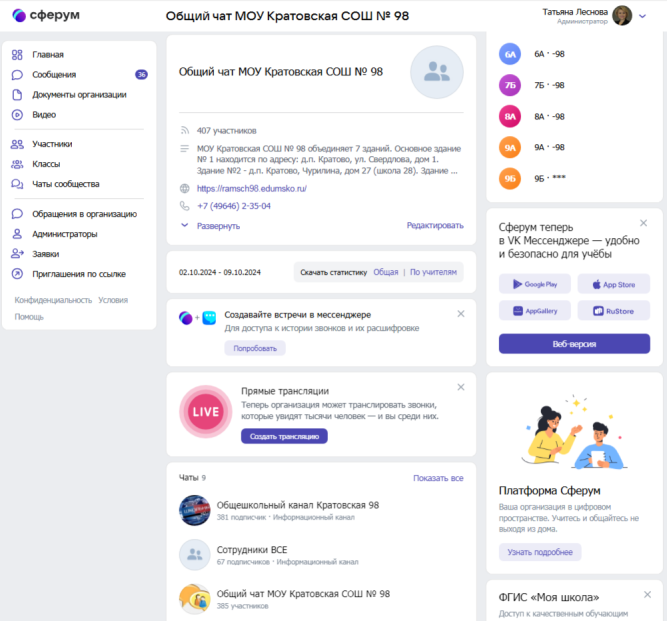 сферум
Общий чат МОУ Кратовская СОШ № 98
Татьяна Леснова
Администратор
Главная
Сообщения 36
Документы организации
Видео
Участники
Классы
Чаты сообщества
Обращения в организацию
Администраторы
Заявки
Приглашения по ссылке
Конфиденциальность Условия
Помощь
Общий чат МОУ Кратовская СОШ № 98
407 участников
МОУ Кратовская СОШ № 98 объединяет 7 зданий. Основное здание
№ 1 находится по адресу: д.п. Кратово, ул. Свердлова, дом 1.
Здание №2 - д.п. Кратово, Чурилина, дом 27 (школа 28). Здание ...
https://ramsch98.edumsko.ru/
+7 (49646) 2-35-04
Развернуть Редактировать
02.10.2024 - 09.10.2024 Скачать статистику Общая | По учителям
Создавайте встречи в мессенджере
Для доступа к истории звонков и их расшифровке
Попробовать
LIVE
Прямые трансляции
Теперь организация может транслировать звонки,
которые увидят тысячи человек — и вы среди них.
Создать трансляцию
Чаты 9 Показать все
Общешкольный канал Кратовская 98
381 подписчик · Информационный канал
Сотрудники ВСЕ
67 подписчиков · Информационный канал
Общий чат МОУ Кратовская СОШ № 98
385 участников
6А 6А · -98
7Б 7Б · -98
8А 8А · -98
9А 9А · -98
9Б 9Б · ***
Сферум теперь
в VK Мессенджере — удобно
и безопасно для учёбы
Google Play App Store
AppGallery RuStore
Веб-версия
Платформа Сферум
Ваша организация в цифровом
пространстве. Учитесь и общайтесь не
выходя из дома.
Узнать подробнее
ФГИС «Моя школа»
Доступ к качественным обучающим